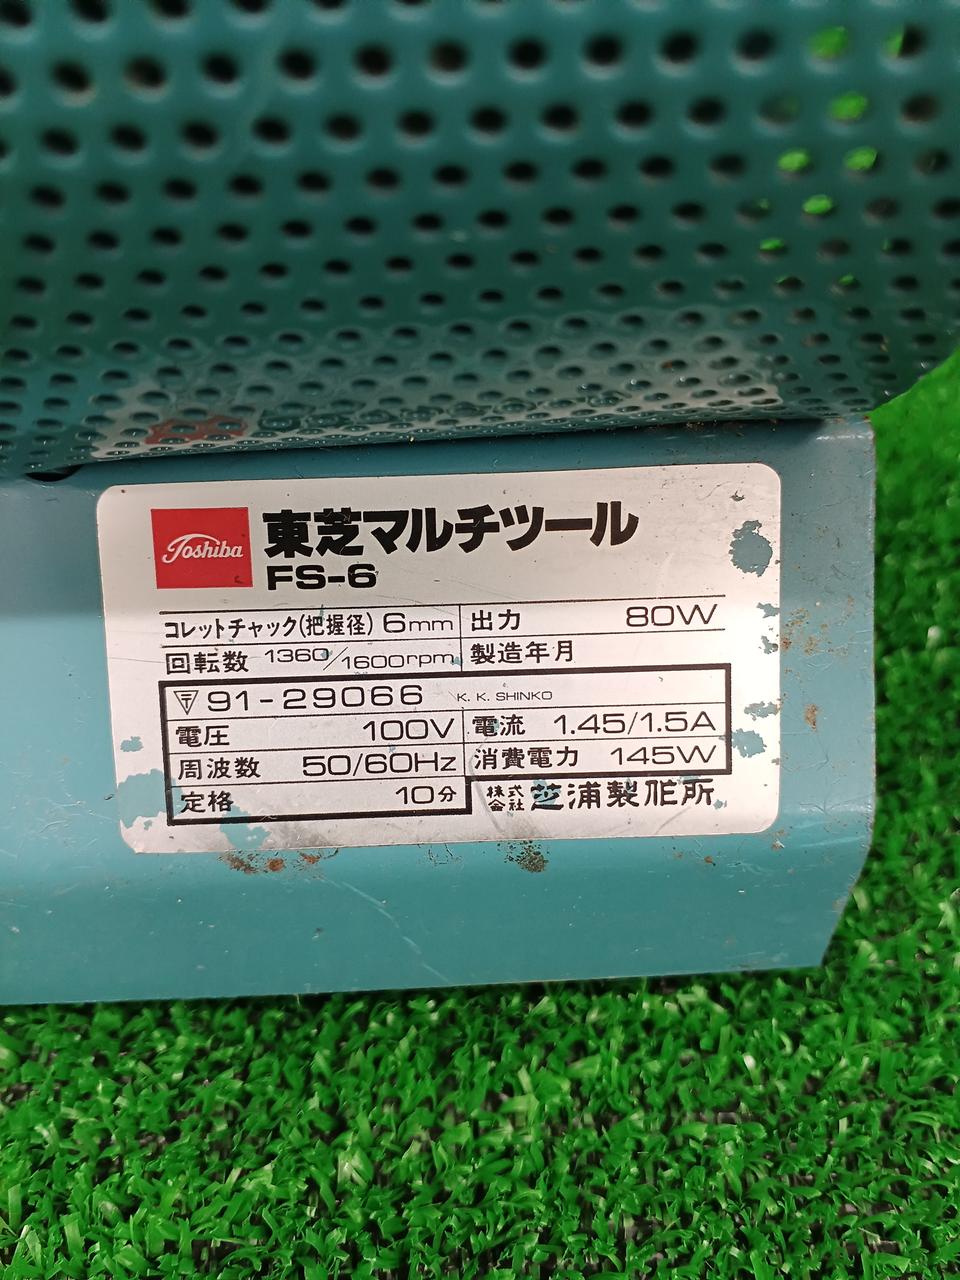 Toshiba
東芝マルチツール
FS-6
コレットチャック(把握径) 6mm 出力 80W
回転数 1360/1600rpm 製造年月
〒 91-29066 K. K. SHINKO
電圧 100V 電流 1.45/1.5A
周波数 50/60Hz 消費電力 145W
定格 10分 株式会社 芝浦製作所